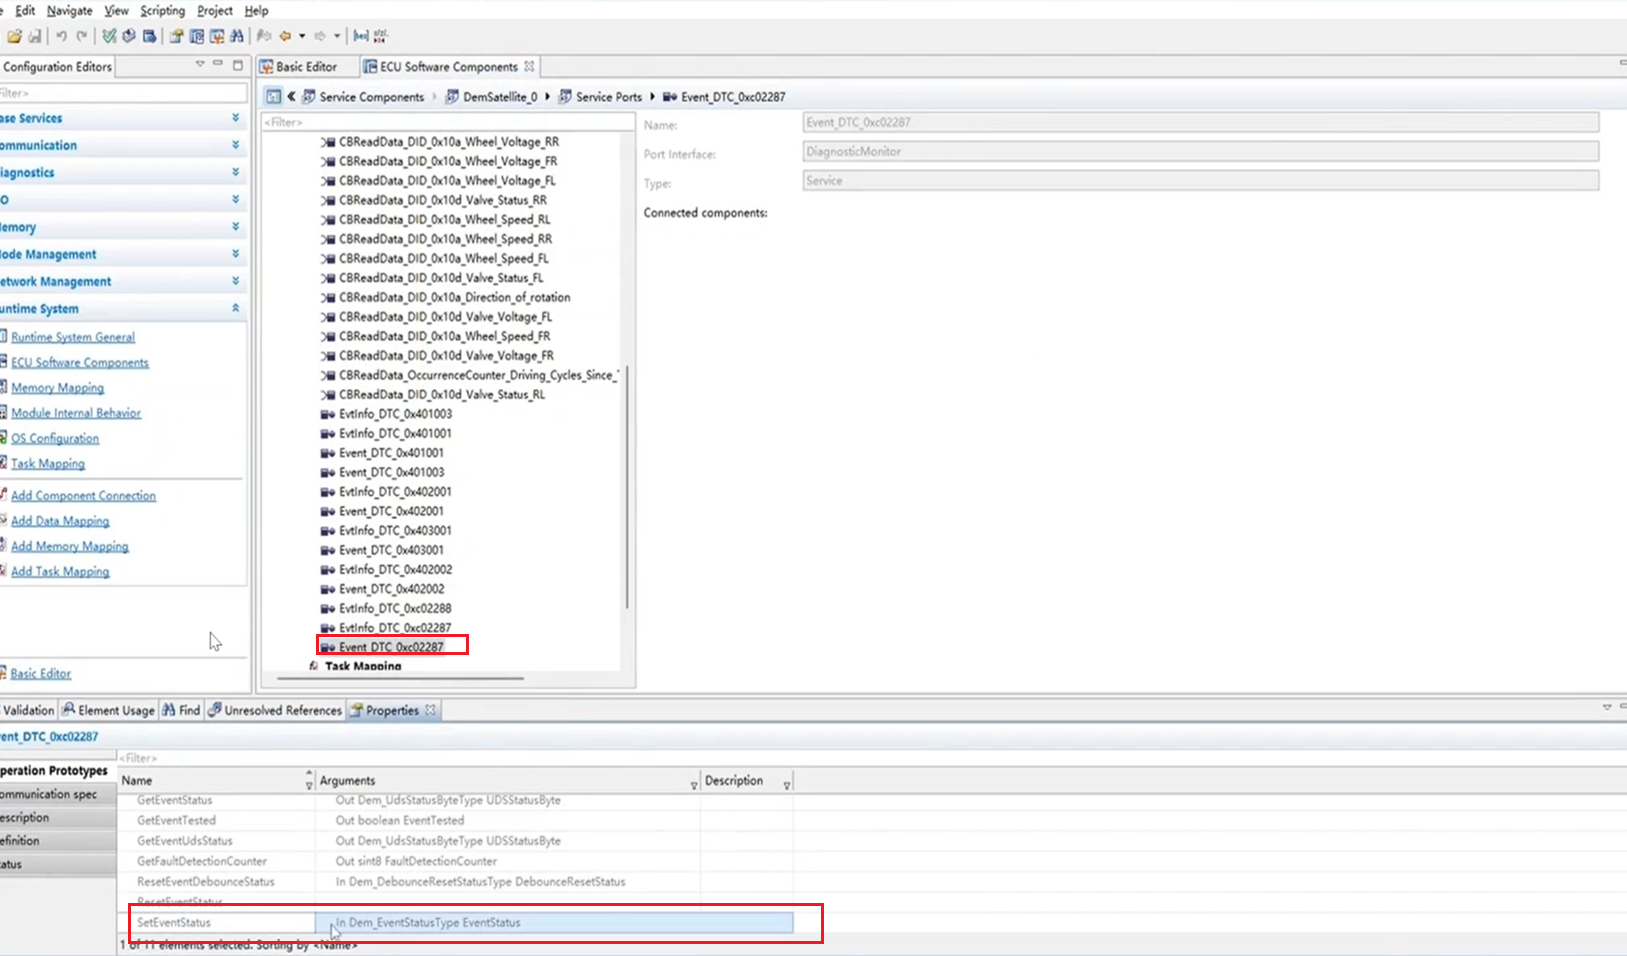 Edit Navigate View Scripting Project Help
Configuration Editors
Basic Editor
ECU Software Components
Service Components
DemSatellite_0
Service Ports
Event_DTC_0xc02287
ilter>
ase Services
ommunication
iagnostics
O
emory
ode Management
etwork Management
untime System
Runtime System General
ECU Software Components
Memory Mapping
Module Internal Behavior
OS Configuration
Task Mapping
Add Component Connection
Add Data Mapping
Add Memory Mapping
Add Task Mapping
Basic Editor
<Filter>
CBReadData_DID_0x10a_Wheel_Voltage_RR
CBReadData_DID_0x10a_Wheel_Voltage_FR
CBReadData_DID_0x10a_Wheel_Voltage_FL
CBReadData_DID_0x10d_Valve_Status_RR
CBReadData_DID_0x10a_Wheel_Speed_RL
CBReadData_DID_0x10a_Wheel_Speed_RR
CBReadData_DID_0x10a_Wheel_Speed_FL
CBReadData_DID_0x10d_Valve_Status_FL
CBReadData_DID_0x10a_Direction_of_rotation
CBReadData_DID_0x10d_Valve_Voltage_FL
CBReadData_DID_0x10a_Wheel_Speed_FR
CBReadData_DID_0x10d_Valve_Voltage_FR
CBReadData_OccurrenceCounter_Driving_Cycles_Since_
CBReadData_DID_0x10d_Valve_Status_RL
EvtInfo_DTC_0x401003
EvtInfo_DTC_0x401001
Event_DTC_0x401001
Event_DTC_0x401003
EvtInfo_DTC_0x402001
Event_DTC_0x402001
EvtInfo_DTC_0x403001
Event_DTC_0x403001
EvtInfo_DTC_0x402002
Event_DTC_0x402002
EvtInfo_DTC_0xc02288
EvtInfo_DTC_0xc02287
Event_DTC_0xc02287
Task Mapping
Name: Event_DTC_0xc02287
Port Interface: DiagnosticMonitor
Type: Service
Connected components:
Validation Element Usage Find Unresolved References Properties
ent_DTC_0xc02287
peration Prototypes
ommunication spec
escription
efinition
tatus
<Filter>
Name Arguments Description
GetEventStatus Out Dem_UdsStatusByteType UDSStatusByte
GetEventTested Out boolean EventTested
GetEventUdsStatus Out Dem_UdsStatusByteType UDSStatusByte
GetFaultDetectionCounter Out sint8 FaultDetectionCounter
ResetEventDebounceStatus In Dem_DebounceResetStatusType DebounceResetStatus
ResetEventStatus
SetEventStatus In Dem_EventStatusType EventStatus
1 of 11 elements selected. Sorting by <Name>